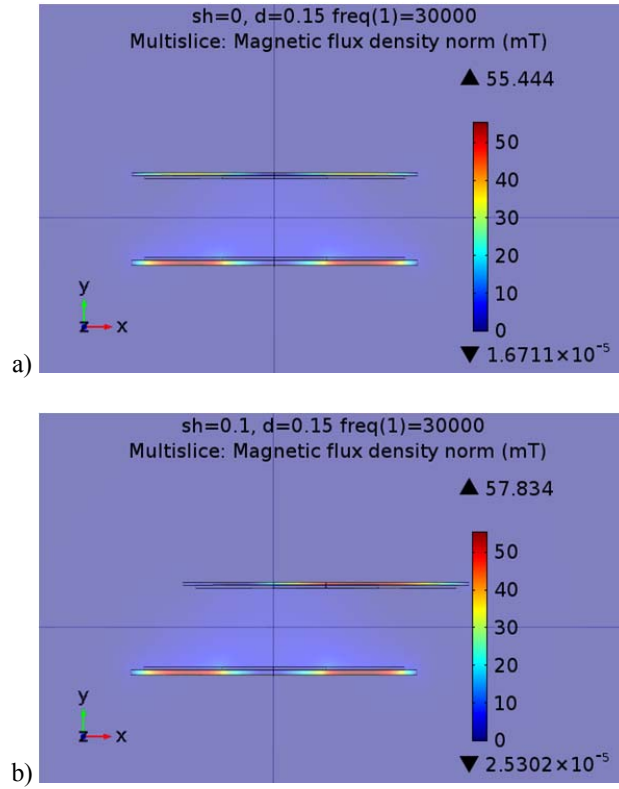 sh=0, d=0.15 freq(1)=30000
Multislice: Magnetic flux density norm (mT)
▲ 55.444
50
40
30
20
10
0
y
z x
▼ 1.6711×10⁻⁵
a)
sh=0.1, d=0.15 freq(1)=30000
Multislice: Magnetic flux density norm (mT)
▲ 57.834
50
40
30
20
10
0
y
z x
▼ 2.5302×10⁻⁵
b)